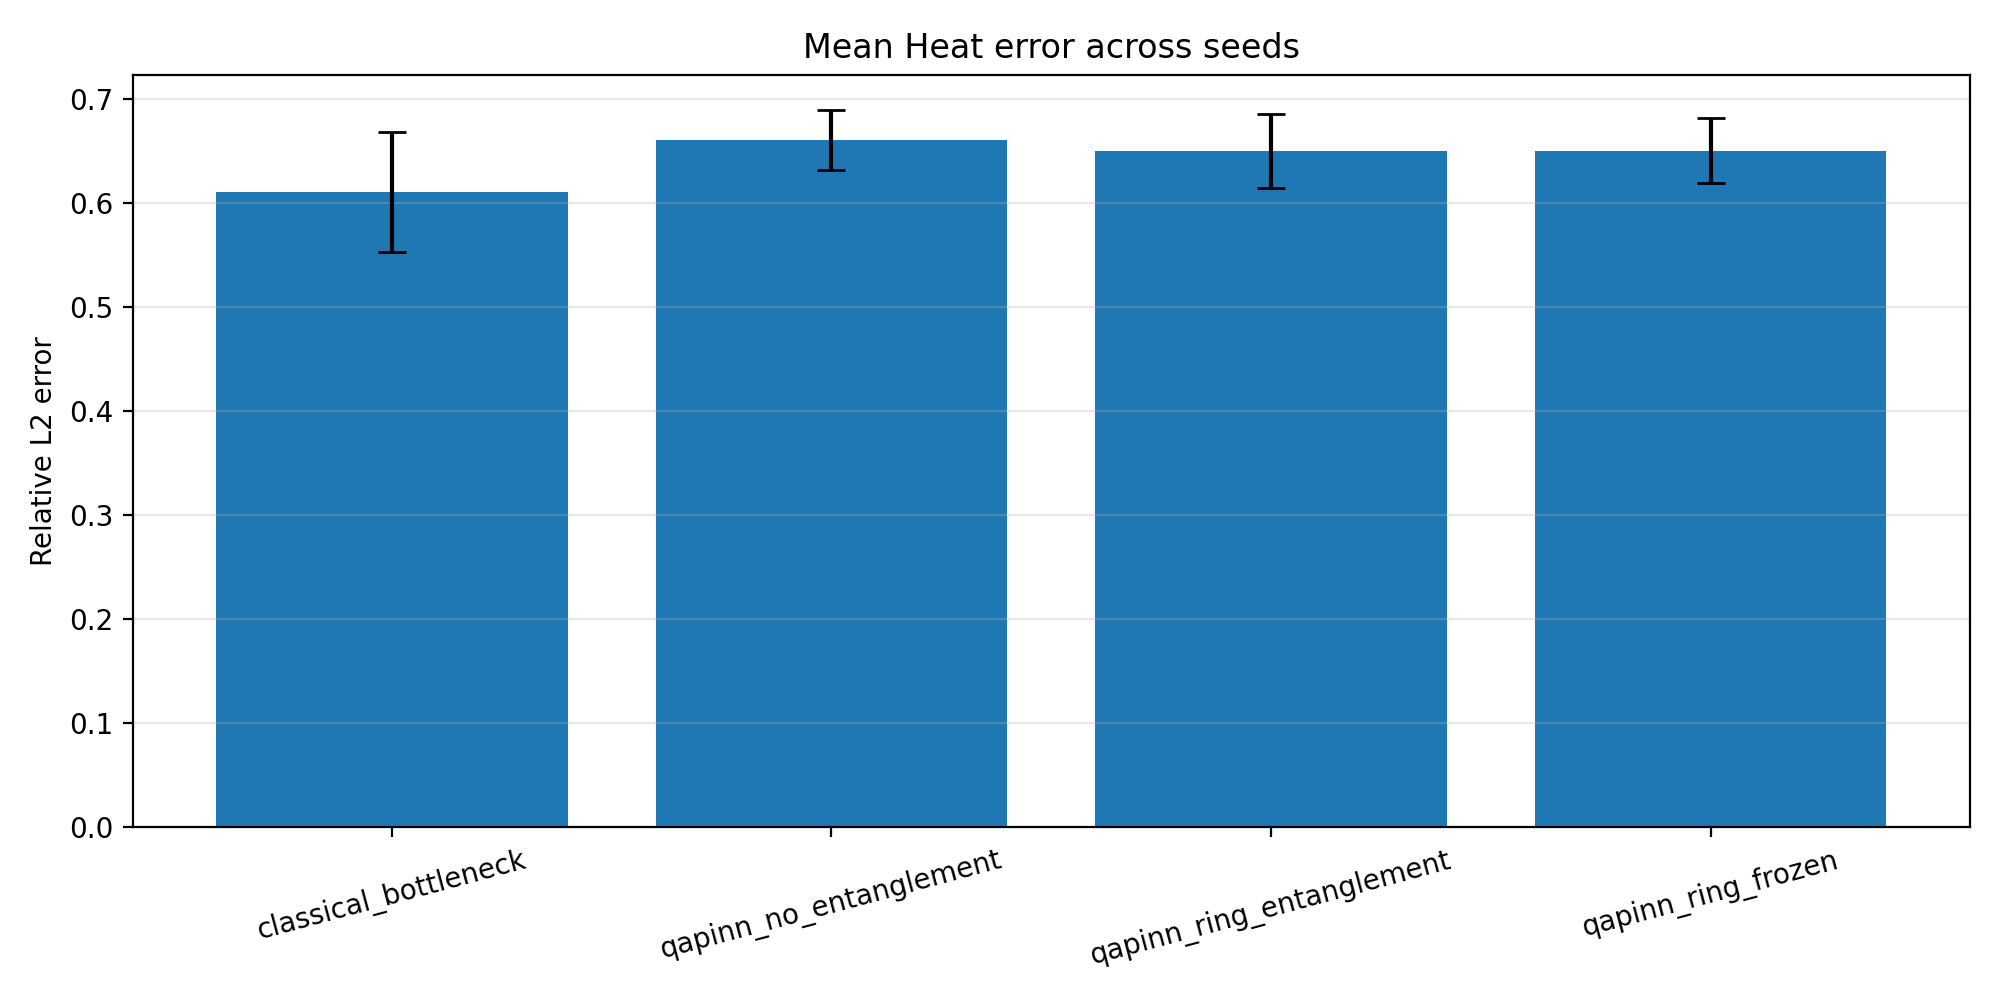 Mean Heat error across seeds
Relative L2 error
0.7
0.6
0.5
0.4
0.3
0.2
0.1
0.0
classical_bottleneck
qapinn_no_entanglement
qapinn_ring_entanglement
qapinn_ring_frozen